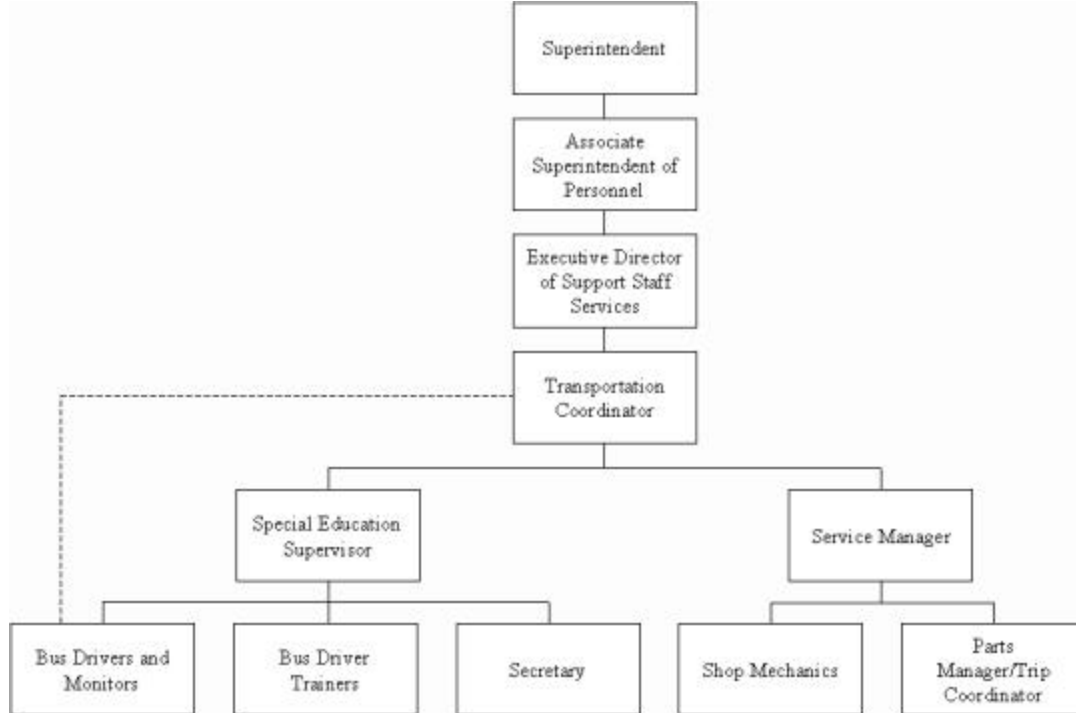 Superintendent
Associate
Superintendent of
Personnel
Executive Director
of Support Staff
Services
Transportation
Coordinator
Special Education
Supervisor
Service Manager
Bus Drivers and
Monitors
Bus Driver
Trainers
Secretary
Shop Mechanics
Parts
Manager/Trip
Coordinator